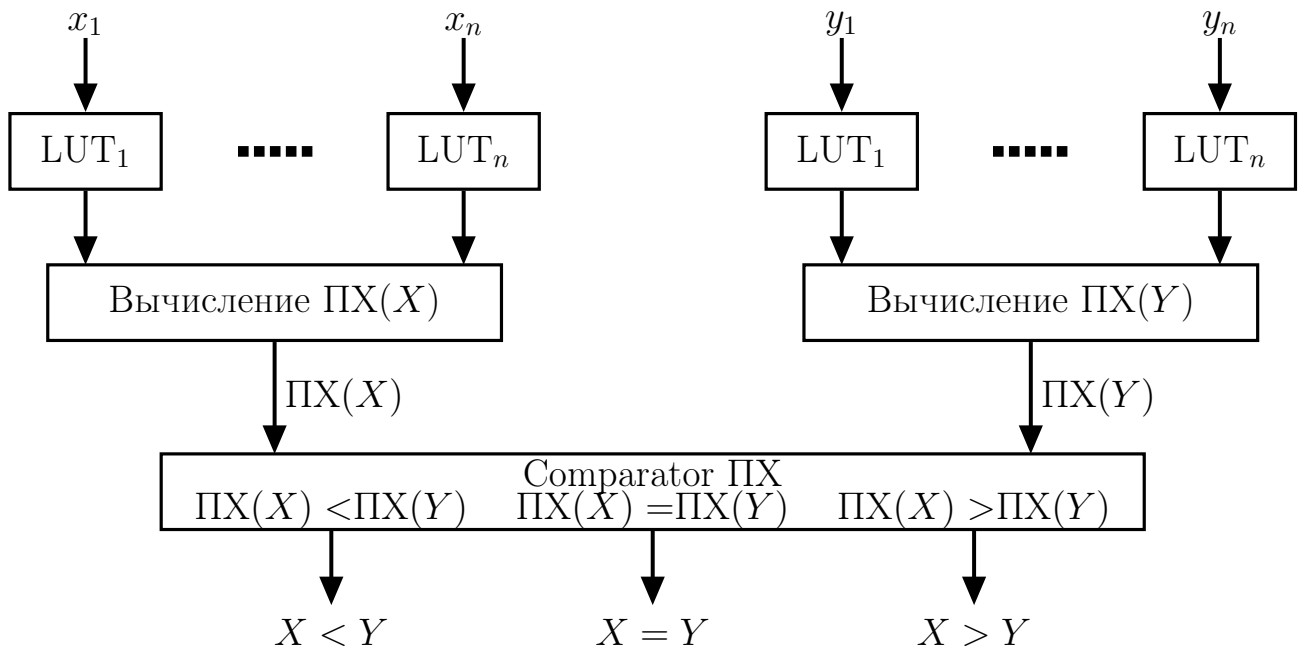 x₁ xₙ y₁ yₙ
LUT₁ LUTₙ LUT₁ LUTₙ
Вычисление ПХ(X) Вычисление ПХ(Y)
ПХ(X) ПХ(Y)
Comparator ПХ
ПХ(X) <ПХ(Y) ПХ(X) =ПХ(Y) ПХ(X) >ПХ(Y)
X < Y X = Y X > Y